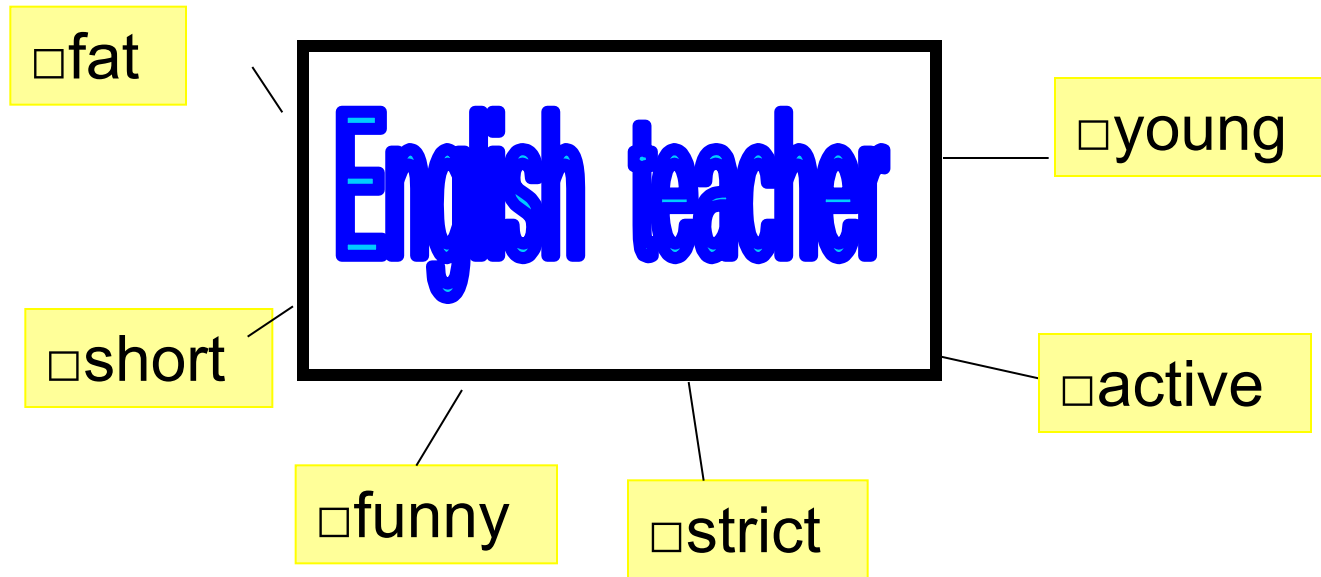 □fat
English teacher
□young
□short
□active
□funny
□strict